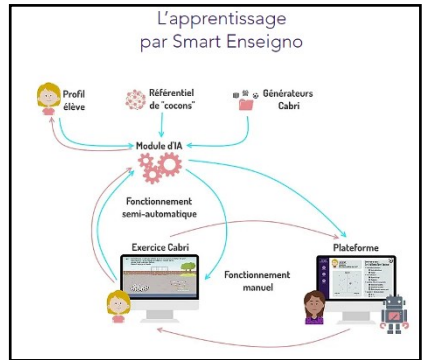 L'apprentissage
par Smart Enseigno
Profil
élève
Référentiel
de "cocons"
Générateurs
Cabri
Module d'IA
Fonctionnement
semi-automatique
Exercice Cabri
Plateforme
Fonctionnement
manuel